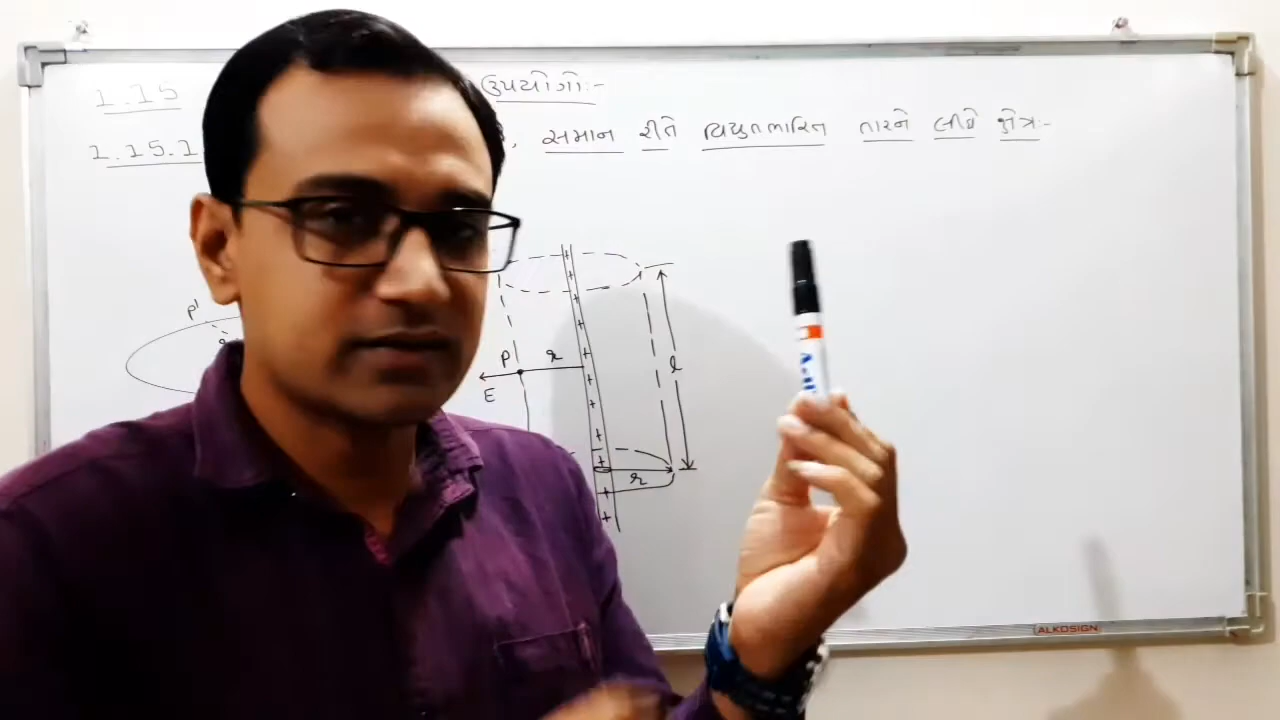 1.15 ઉપયોગો:-
1.15.1 , સમાન રીતે વિદ્યુતભારિત તારને લીધે ક્ષેત્ર:-
P'
P r
E
l
r
ALKOSIGN